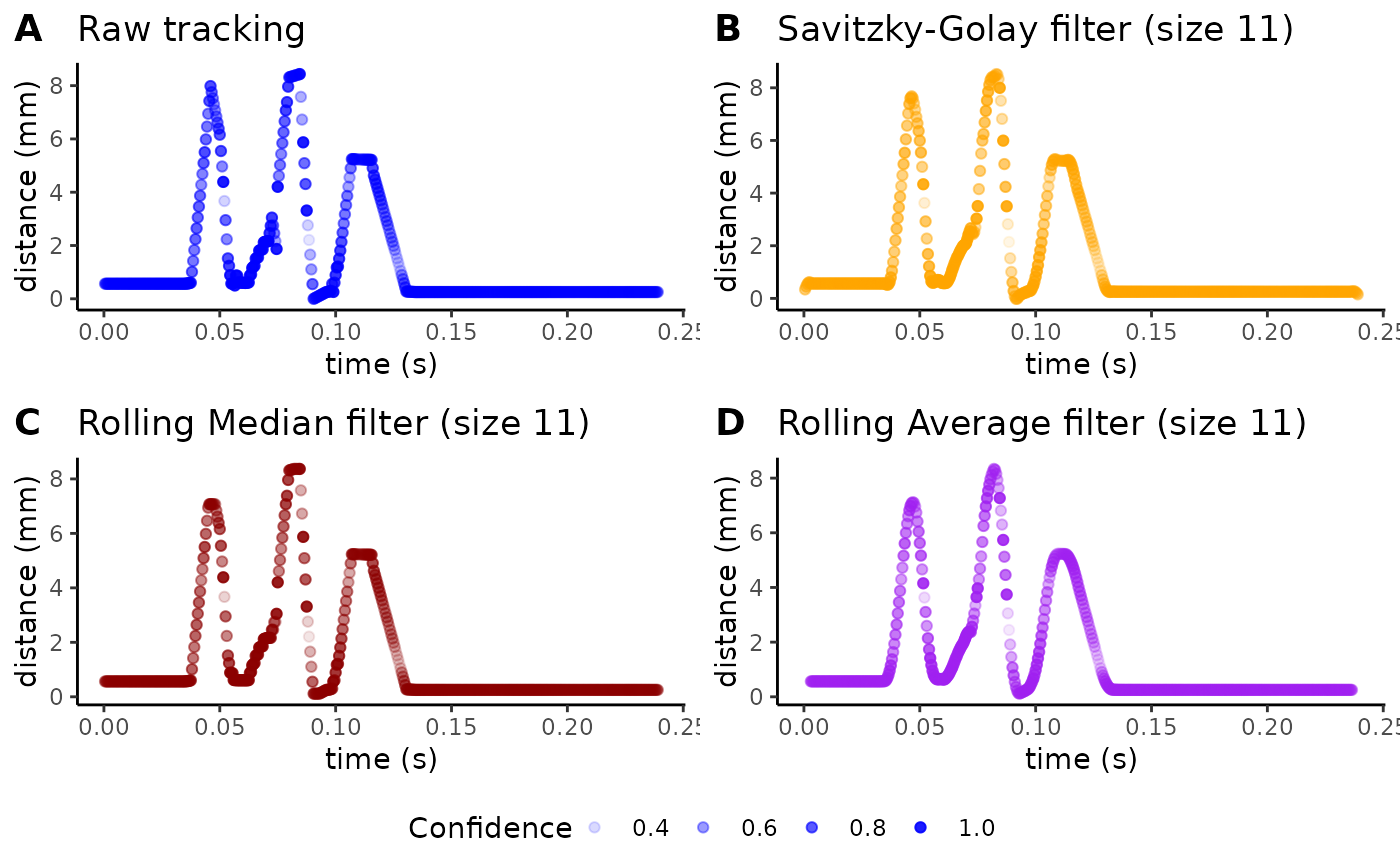 A Raw tracking
distance (mm)
8
6
4
2
0
0.00 0.05 0.10 0.15 0.20 0.25
time (s)
B Savitzky-Golay filter (size 11)
distance (mm)
8
6
4
2
0
0.00 0.05 0.10 0.15 0.20 0.25
time (s)
C Rolling Median filter (size 11)
distance (mm)
8
6
4
2
0
0.00 0.05 0.10 0.15 0.20 0.25
time (s)
D Rolling Average filter (size 11)
distance (mm)
8
6
4
2
0
0.00 0.05 0.10 0.15 0.20 0.25
time (s)
Confidence 0.4 0.6 0.8 1.0